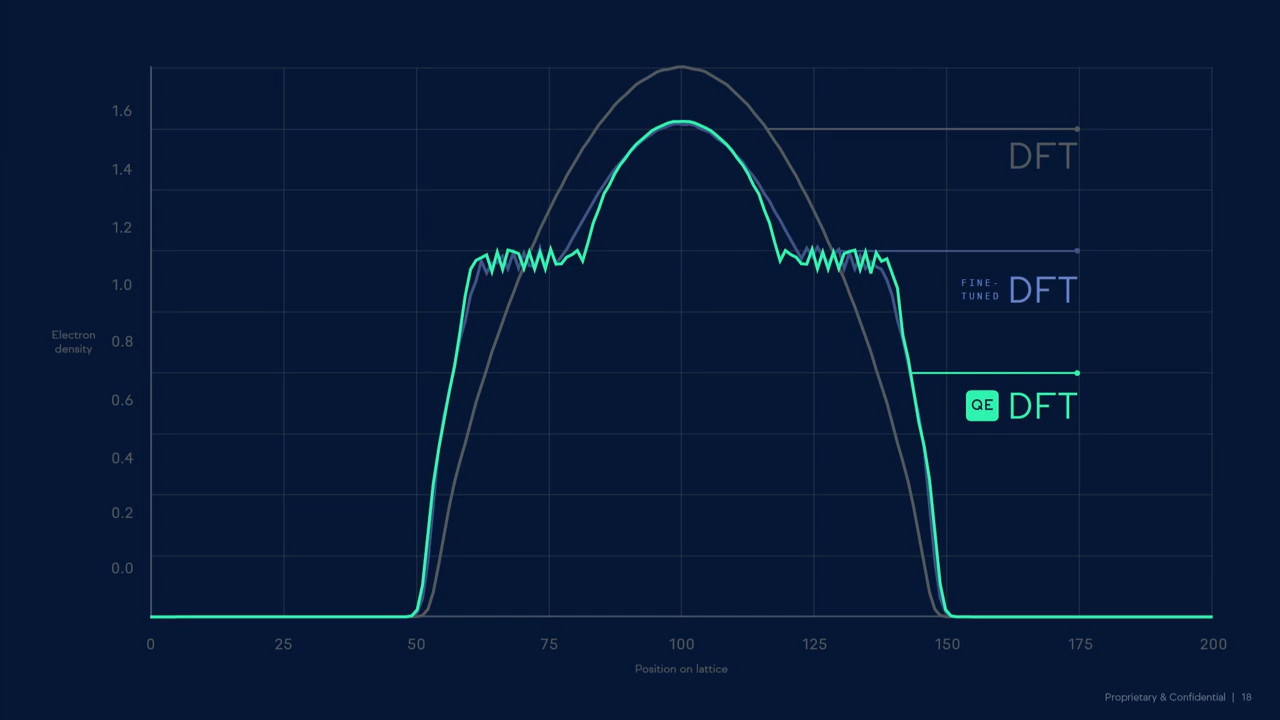 1.6
1.4
1.2
1.0
0.8
0.6
0.4
0.2
0.0
Electron
density
DFT
FINE-
TUNED DFT
QE DFT
0 25 50 75 100 125 150 175 200
Position on lattice
Proprietary & Confidential | 18